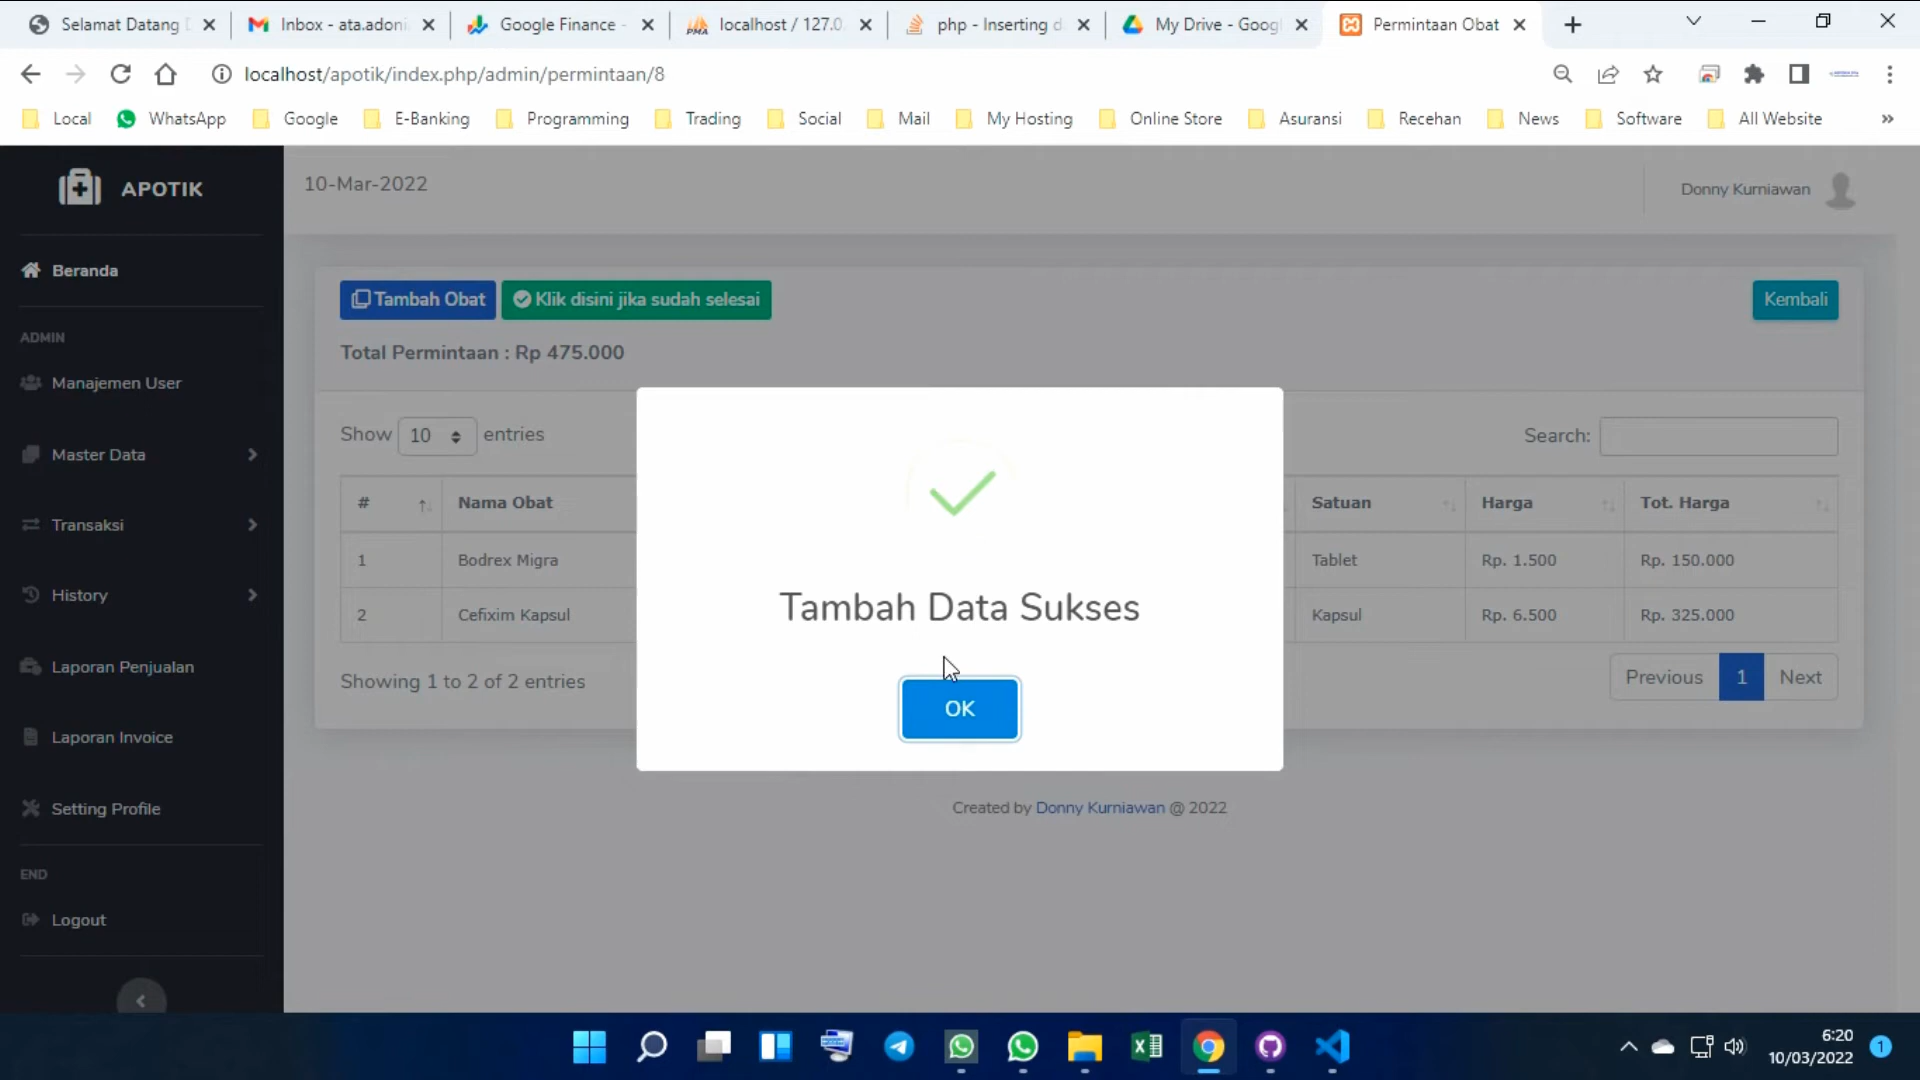 Selamat Datang
Inbox - ata.adoni
Google Finance -
localhost / 127.0.
php - Inserting d
My Drive - Googl
Permintaan Obat
localhost/apotik/index.php/admin/permintaan/8
Local
WhatsApp
Google
E-Banking
Programming
Trading
Social
Mail
My Hosting
Online Store
Asuransi
Recehan
News
Software
All Website
»
APOTIK
10-Mar-2022
Donny Kurniawan
Beranda
ADMIN
Manajemen User
Master Data
Transaksi
History
Laporan Penjualan
Laporan Invoice
Setting Profile
END
Logout
Tambah Obat
Klik disini jika sudah selesai
Kembali
Total Permintaan : Rp 475.000
Show 10 entries
Search:
# Nama Obat Satuan Harga Tot. Harga
1 Bodrex Migra Tablet Rp. 1.500 Rp. 150.000
2 Cefixim Kapsul Kapsul Rp. 6.500 Rp. 325.000
Showing 1 to 2 of 2 entries
Previous 1 Next
Tambah Data Sukses
OK
Created by Donny Kurniawan @ 2022
6:20
10/03/2022
1